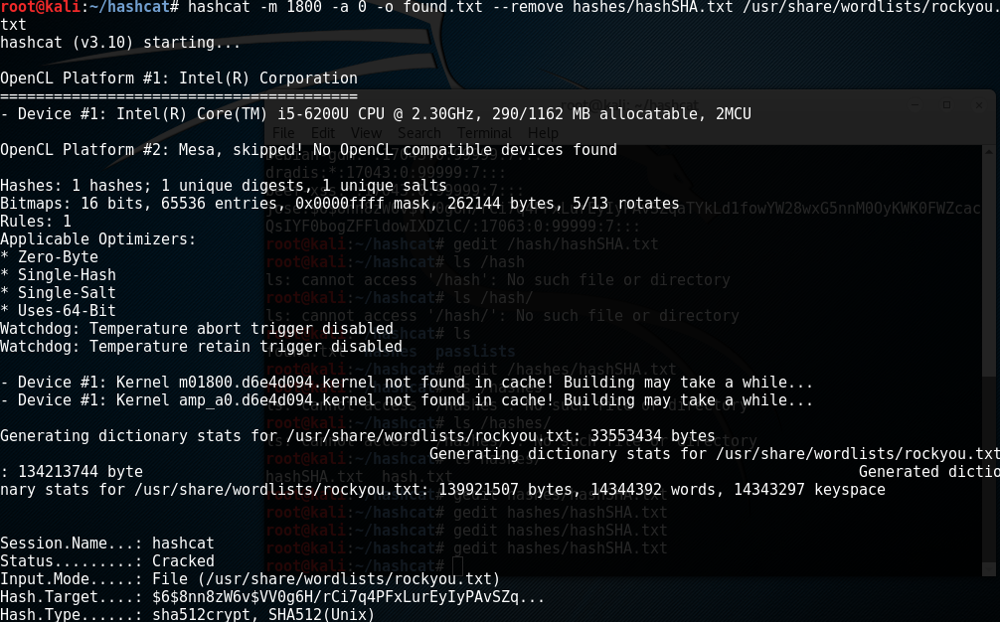 root@kali:~/hashcat# hashcat -m 1800 -a 0 -o found.txt --remove hashes/hashSHA.txt /usr/share/wordlists/rockyou.
txt
hashcat (v3.10) starting...
OpenCL Platform #1: Intel(R) Corporation
========================================
- Device #1: Intel(R) Core(TM) i5-6200U CPU @ 2.30GHz, 290/1162 MB allocatable, 2MCU
File Edit View Search Terminal Help
OpenCL Platform #2: Mesa, skipped! No OpenCL compatible devices found
dradis:*:17043:0:99999:7:::
Hashes: 1 hashes; 1 unique digests, 1 unique salts
Bitmaps: 16 bits, 65536 entries, 0x0000ffff mask, 262144 bytes, 5/13 rotates
Rules: 1
QsIYF0bogZFFldowIXDZlC/:17063:0:99999:7:::
Applicable Optimizers:
root@kali:~/hashcat# gedit /hash/hashSHA.txt
* Zero-Byte
root@kali:~/hashcat# ls /hash
* Single-Hash
ls: cannot access '/hash': No such file or directory
* Single-Salt
root@kali:~/hashcat# ls /hash/
* Uses-64-Bit
ls: cannot access '/hash/': No such file or directory
Watchdog: Temperature abort trigger disabled
root@kali:~/hashcat# ls
Watchdog: Temperature retain trigger disabled
passlists
root@kali:~/hashcat# gedit /hashes/hashSHA.txt
- Device #1: Kernel m01800.d6e4d094.kernel not found in cache! Building may take a while...
- Device #1: Kernel amp_a0.d6e4d094.kernel not found in cache! Building may take a while...
root@kali:~/hashcat# ls /hashes/
Generating dictionary stats for /usr/share/wordlists/rockyou.txt: 33553434 bytes
Generating dictionary stats for /usr/share/wordlists/rockyou.txt
: 134213744 byte
Generated dictio
nary stats for /usr/share/wordlists/rockyou.txt: 139921507 bytes, 14344392 words, 14343297 keyspace
hashSHA.txt hash.txt
root@kali:~/hashcat# gedit hashes/hashSHA.txt
root@kali:~/hashcat# gedit hashes/hashSHA.txt
root@kali:~/hashcat# gedit hashes/hashSHA.txt
Session.Name...: hashcat
root@kali:~/hashcat# gedit hashes/hashSHA.txt
Status.........: Cracked
root@kali:~/hashcat#
Input.Mode.....: File (/usr/share/wordlists/rockyou.txt)
Hash.Target....: $6$8nn8zW6v$VV0g6H/rCi7q4PFxLurEyIyPAvSZq...
Hash.Type......: sha512crypt, SHA512(Unix)